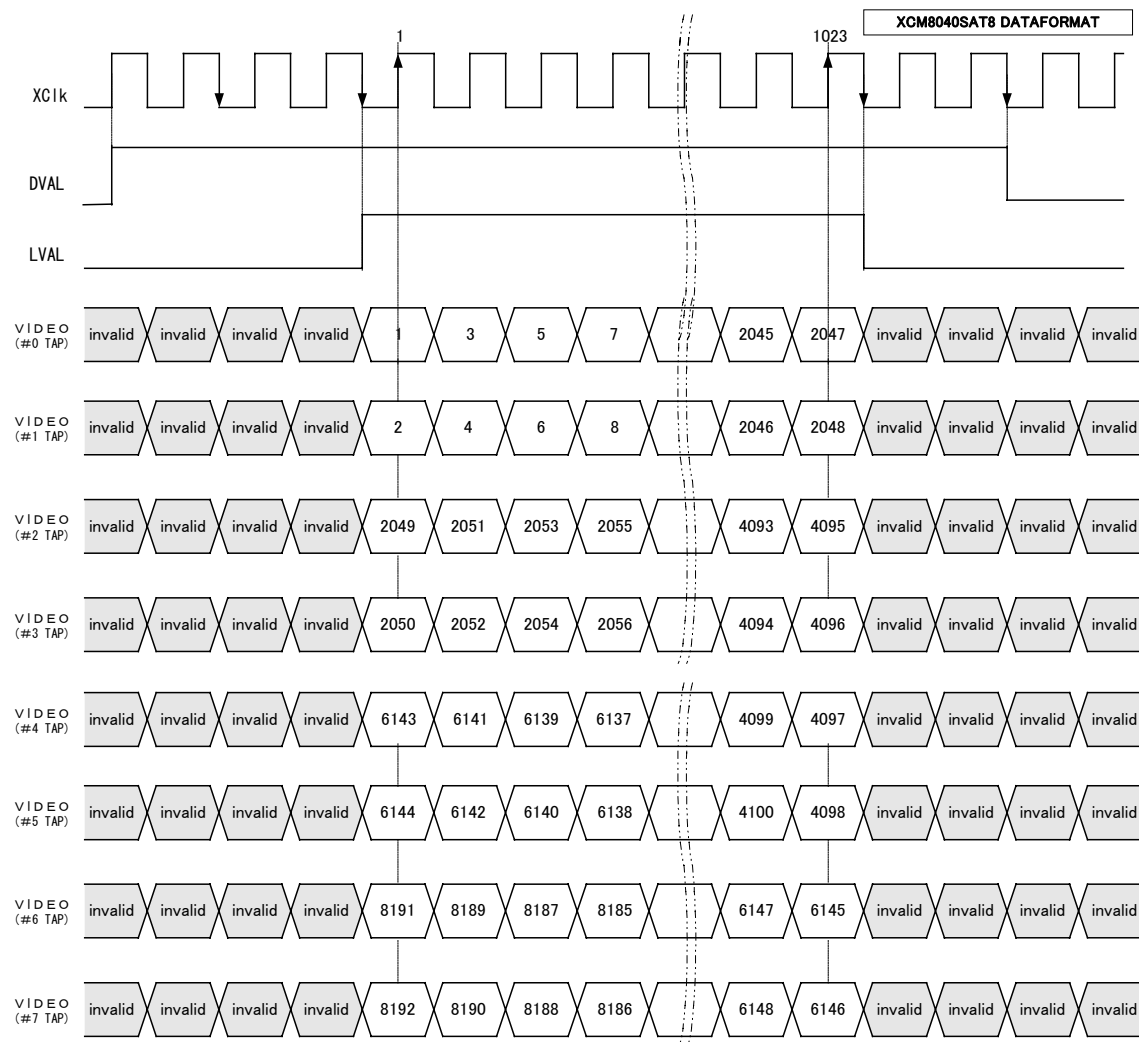 XCM8040SAT8 DATAFORMAT
1 1023
XClk
DVAL
LVAL
VIDEO
(#0 TAP)
invalid invalid invalid invalid 1 3 5 7 2045 2047 invalid invalid invalid invalid
VIDEO
(#1 TAP)
invalid invalid invalid invalid 2 4 6 8 2046 2048 invalid invalid invalid invalid
VIDEO
(#2 TAP)
invalid invalid invalid invalid 2049 2051 2053 2055 4093 4095 invalid invalid invalid invalid
VIDEO
(#3 TAP)
invalid invalid invalid invalid 2050 2052 2054 2056 4094 4096 invalid invalid invalid invalid
VIDEO
(#4 TAP)
invalid invalid invalid invalid 6143 6141 6139 6137 4099 4097 invalid invalid invalid invalid
VIDEO
(#5 TAP)
invalid invalid invalid invalid 6144 6142 6140 6138 4100 4098 invalid invalid invalid invalid
VIDEO
(#6 TAP)
invalid invalid invalid invalid 8191 8189 8187 8185 6147 6145 invalid invalid invalid invalid
VIDEO
(#7 TAP)
invalid invalid invalid invalid 8192 8190 8188 8186 6148 6146 invalid invalid invalid invalid